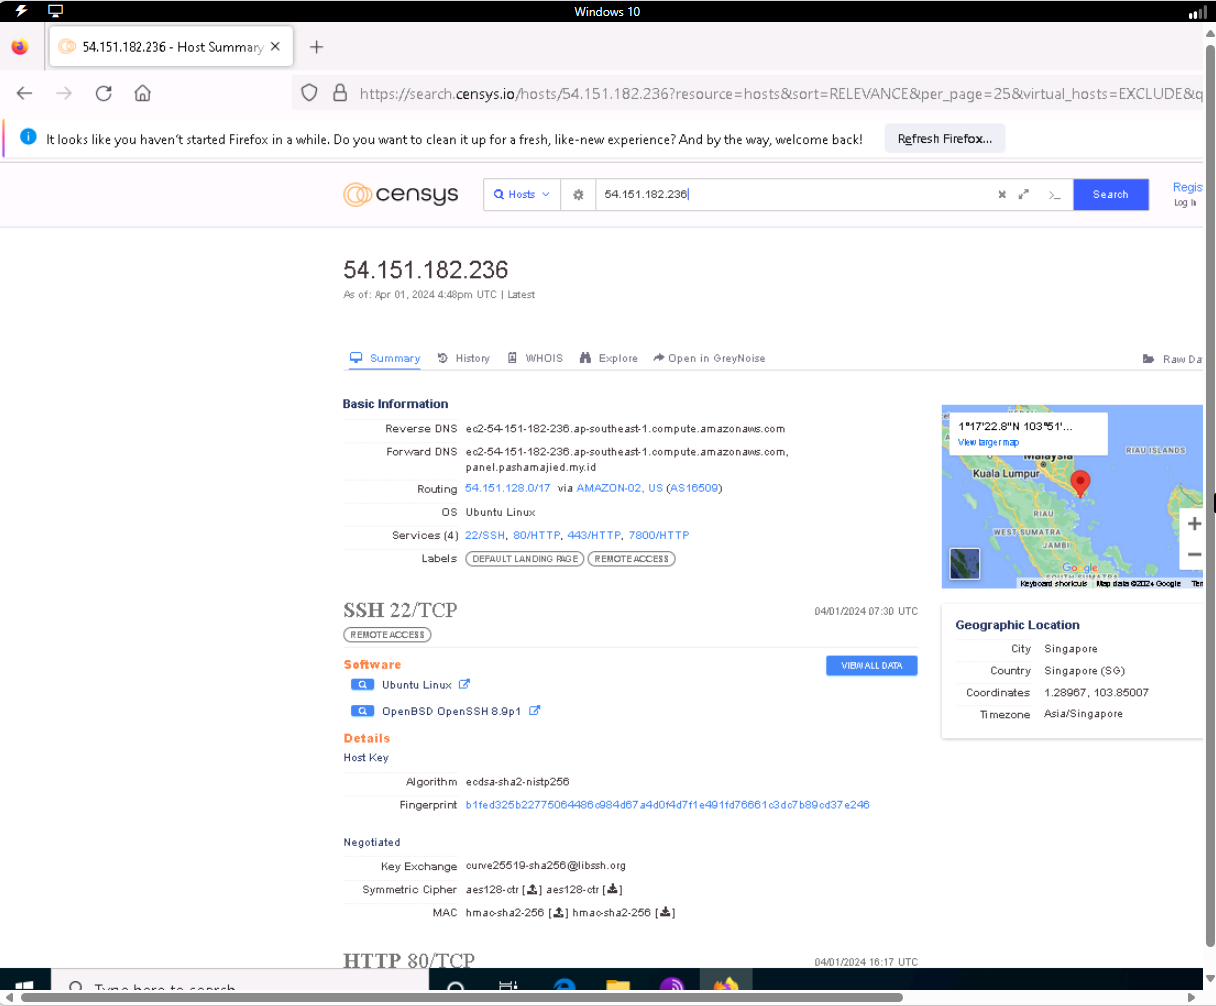 Windows 10
54.151.182.236 - Host Summary
https://search.censys.io/hosts/54.151.182.236?resource=hosts&sort=RELEVANCE&per_page=25&virtual_hosts=EXCLUDE&q
It looks like you haven't started Firefox in a while. Do you want to clean it up for a fresh, like-new experience? And by the way, welcome back!
Refresh Firefox...
censys
Hosts
54.151.182.236
Search
Regis
Log In
54.151.182.236
As of: Apr 01, 2024 4:48pm UTC | Latest
Summary History WHOIS Explore Open in GreyNoise
Raw Da
Basic Information
Reverse DNS ec2-54-151-182-236.ap-southeast-1.compute.amazonaws.com
Forward DNS ec2-54-151-182-236.ap-southeast-1.compute.amazonaws.com,
panel.pashamajied.my.id
Routing 54.151.128.0/17 via AMAZON-02, US (AS16509)
OS Ubuntu Linux
Services (4) 22/SSH, 80/HTTP, 443/HTTP, 7800/HTTP
Labels DEFAULT LANDING PAGE REMOTE ACCESS
1°17'22.8"N 103°51'...
View larger map
Malaysia
Kuala Lumpur
RIAU ISLANDS
RIAU
WEST SUMATRA
JAMBI
Google
SOUTH SUMATRA
Keyboard shortcuts Map data ©2024 Google Ter
SSH 22/TCP
04/01/2024 07:30 UTC
REMOTE ACCESS
Software
VIEW ALL DATA
Ubuntu Linux
OpenBSD OpenSSH 8.9p1
Details
Host Key
Algorithm ecdsa-sha2-nistp256
Fingerprint b1fed325b22775064486c984d67a4d0f4d7f1e491fd76661c3dc7b89cd37e246
Negotiated
Key Exchange curve25519-sha256@libssh.org
Symmetric Cipher aes128-ctr [ ] aes128-ctr [ ]
MAC hmac-sha2-256 [ ] hmac-sha2-256 [ ]
Geographic Location
City Singapore
Country Singapore (SG)
Coordinates 1.28967, 103.85007
Timezone Asia/Singapore
HTTP 80/TCP
04/01/2024 16:17 UTC
Type here to search